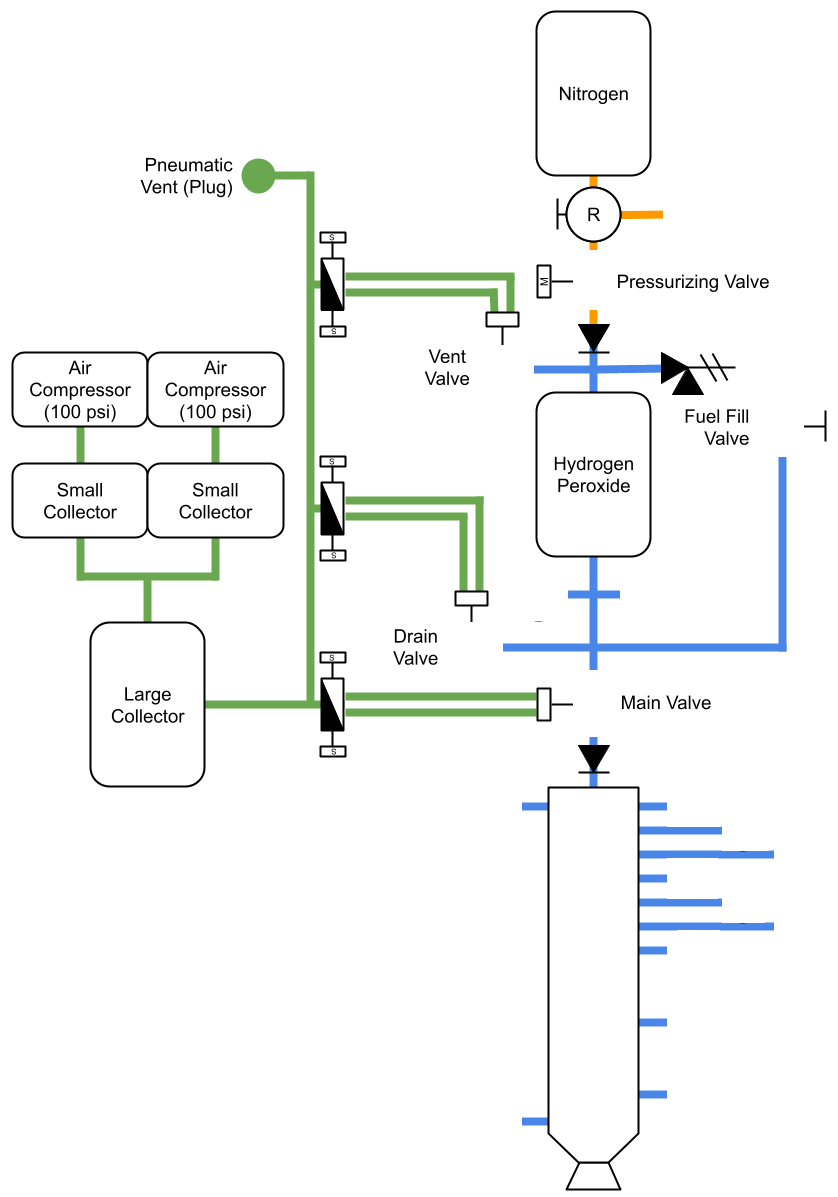 Nitrogen
Pneumatic
Vent (Plug)
R
S
M
Pressurizing Valve
S
Vent
Valve
Air
Compressor
(100 psi)
Air
Compressor
(100 psi)
Fuel Fill
Valve
S
Hydrogen
Peroxide
Small
Collector
Small
Collector
S
Drain
Valve
S
Large
Collector
Main Valve
S